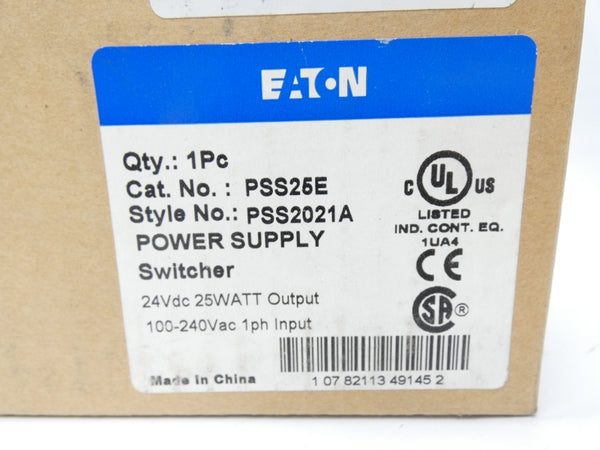 EATON
Qty.: 1Pc
Cat. No. : PSS25E
Style No.: PSS2021A
POWER SUPPLY
Switcher
24Vdc 25WATT Output
100-240Vac 1ph Input
Made in China
C UL US
LISTED
IND. CONT. EQ.
1UA4
CE
SA ®
1 07 82113 49145 2